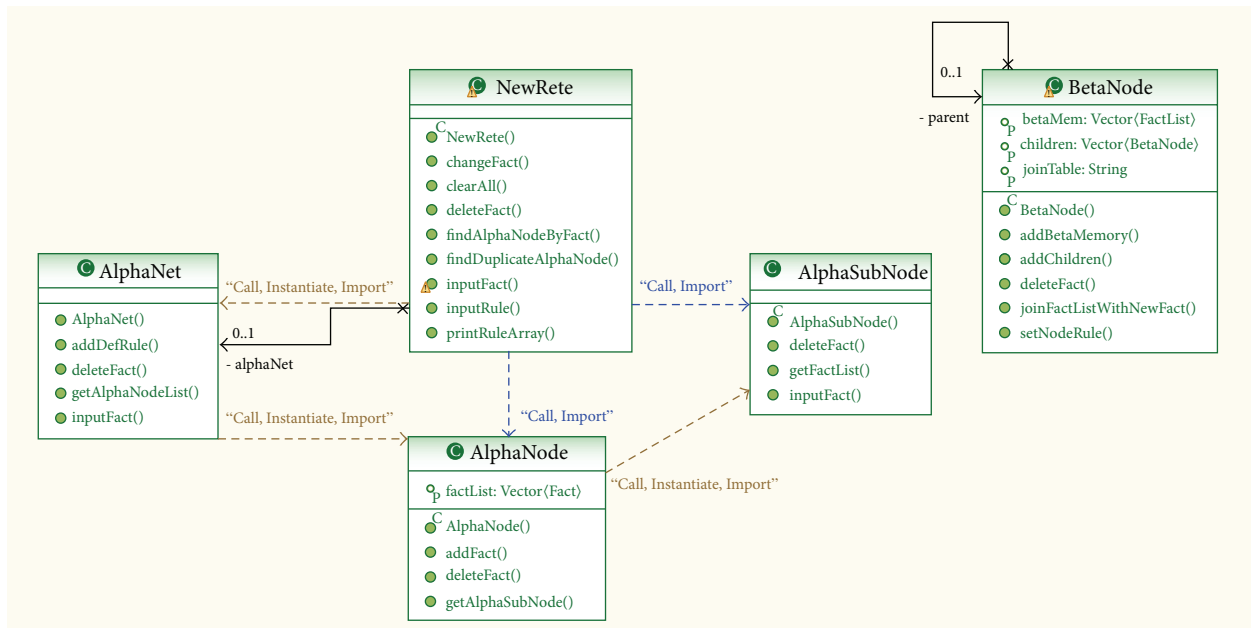 NewRete
NewRete()
changeFact()
clearAll()
deleteFact()
findAlphaNodeByFact()
findDuplicateAlphaNode()
inputFact()
inputRule()
printRuleArray()
0..1
- parent
BetaNode
betaMem: Vector⟨FactList⟩
children: Vector⟨BetaNode⟩
joinTable: String
BetaNode()
addBetaMemory()
addChildren()
deleteFact()
joinFactListWithNewFact()
setNodeRule()
AlphaNet
AlphaNet()
addDefRule()
deleteFact()
getAlphaNodeList()
inputFact()
“Call, Instantiate, Import”
0..1
- alphaNet
“Call, Instantiate, Import”
“Call, Import”
“Call, Import”
AlphaSubNode
AlphaSubNode()
deleteFact()
getFactList()
inputFact()
AlphaNode
factList: Vector⟨Fact⟩
AlphaNode()
addFact()
deleteFact()
getAlphaSubNode()
“Call, Instantiate, Import”